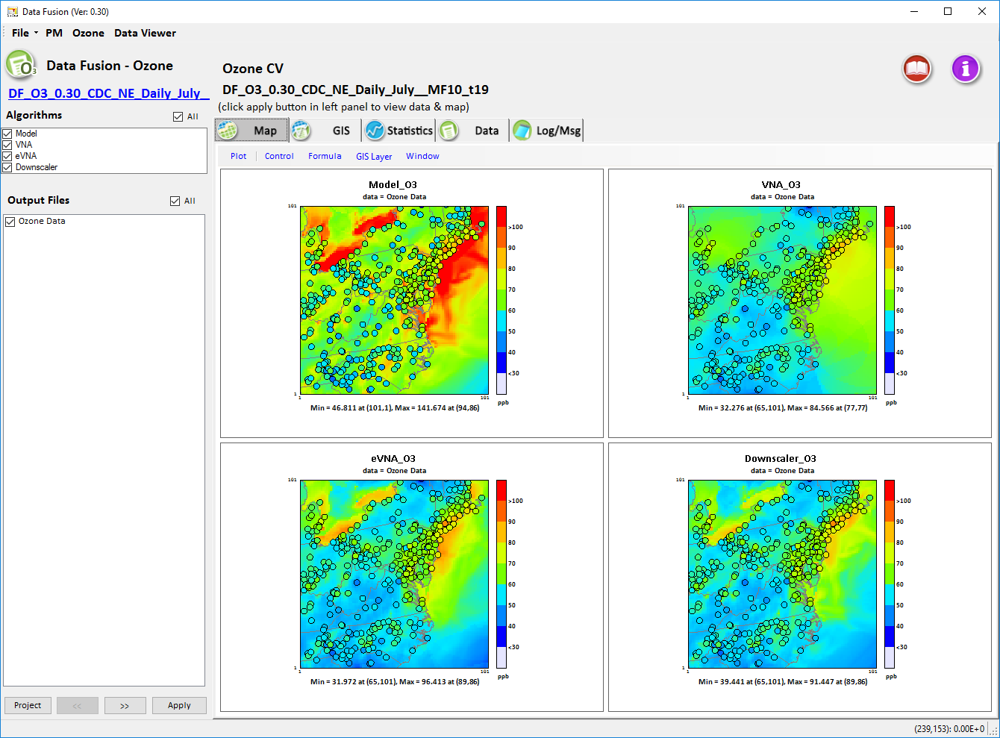 Data Fusion (Ver: 0.30)
File PM Ozone Data Viewer
O3 Data Fusion - Ozone
DF_O3_0.30_CDC_NE_Daily_July__
Algorithms All
Model
VNA
eVNA
Downscaler
Output Files All
Ozone Data
Project << >> Apply
Ozone CV
DF_O3_0.30_CDC_NE_Daily_July__MF10_t19
(click apply button in left panel to view data & map)
Map GIS Statistics Data Log/Msg
Plot Control Formula GIS Layer Window
Model_O3
data = Ozone Data
101
>100
90
80
70
60
50
40
<30
1
1 101
ppb
Min = 46.811 at (101,1), Max = 141.674 at (94,86)
VNA_O3
data = Ozone Data
101
>100
90
80
70
60
50
40
<30
1
1 101
ppb
Min = 32.276 at (65,101), Max = 84.566 at (77,77)
eVNA_O3
data = Ozone Data
101
>100
90
80
70
60
50
40
<30
1
1 101
ppb
Min = 31.972 at (65,101), Max = 96.413 at (89,86)
Downscaler_O3
data = Ozone Data
101
>100
90
80
70
60
50
40
<30
1
1 101
ppb
Min = 39.441 at (65,101), Max = 91.447 at (89,86)
(239,153): 0.00E+0